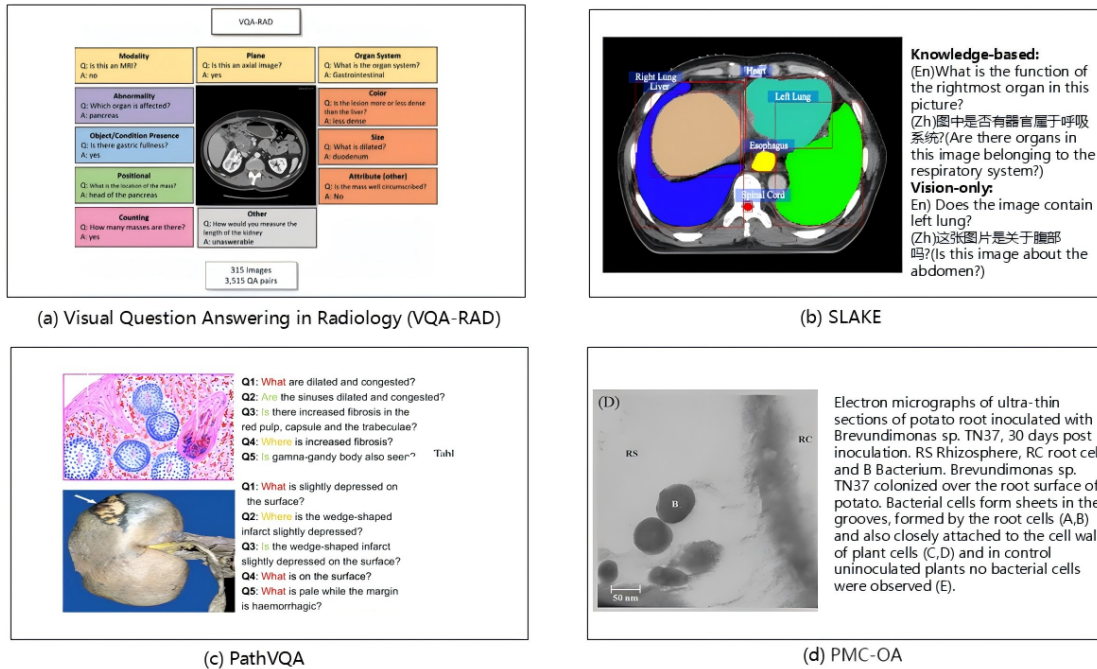 VQA-RAD
Modality
Q: Is this an MRI?
A: no
Plane
Q: Is this an axial image?
A: yes
Organ System
Q: What is the organ system?
A: Gastrointestinal
Abnormality
Q: Which organ is affected?
A: pancreas
Color
Q: Is the lesion more or less dense
than the liver?
A: less dense
Object/Condition Presence
Q: Is there gastric fullness?
A: yes
Size
Q: What is dilated?
A: duodenum
Positional
Q: What is the location of the mass?
A: head of the pancreas
Attribute (other)
Q: Is the mass well circumscribed?
A: No
Counting
Q: How many masses are there?
A: yes
Other
Q: How would you measure the
length of the kidney
A: unaswerable
315 Images
3,515 QA pairs
(a) Visual Question Answering in Radiology (VQA-RAD)
Right Lung
Liver
Heart
Left Lung
Esophagus
Spinal Cord
Knowledge-based:
(En)What is the function of
the rightmost organ in this
picture?
(Zh)图中是否有器官属于呼吸
系统?(Are there organs in
this image belonging to the
respiratory system?)
Vision-only:
En) Does the image contain
left lung?
(Zh)这张图片是关于腹部
吗?(Is this image about the
abdomen?)
(b) SLAKE
Q1: What are dilated and congested?
Q2: Are the sinuses dilated and congested?
Q3: Is there increased fibrosis in the
red pulp, capsule and the trabeculae?
Q4: Where is increased fibrosis?
Q5: Is gamna-gandy body also seen?
Tabl
Q1: What is slightly depressed on
the surface?
Q2: Where is the wedge-shaped
infarct slightly depressed?
Q3: Is the wedge-shaped infarct
slightly depressed on the surface?
Q4: What is on the surface?
Q5: What is pale while the margin
is haemorrhagic?
(c) PathVQA
(D)
RS
RC
B
50 nm
Electron micrographs of ultra-thin
sections of potato root inoculated with
Brevundimonas sp. TN37, 30 days post
inoculation. RS Rhizosphere, RC root cel
and B Bacterium. Brevundimonas sp.
TN37 colonized over the root surface of
potato. Bacterial cells form sheets in the
grooves, formed by the root cells (A,B)
and also closely attached to the cell wal
of plant cells (C,D) and in control
uninoculated plants no bacterial cells
were observed (E).
(d) PMC-OA